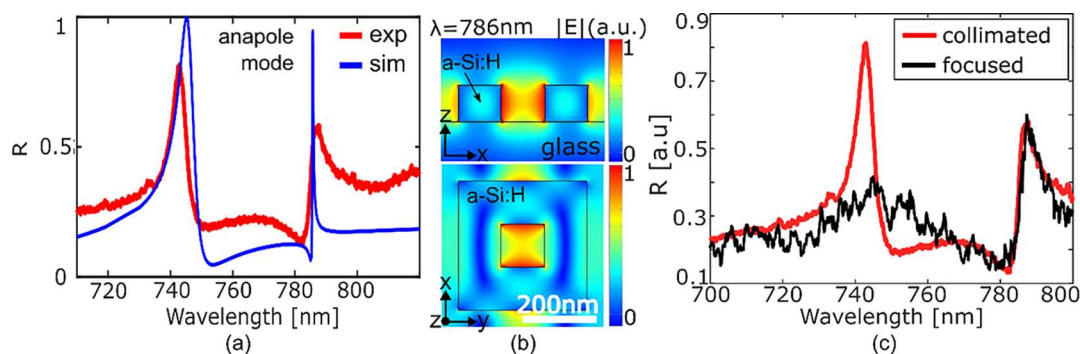 1
0.5
0
R
720 740 760 780 800
Wavelength [nm]
anapole
mode
exp
sim
(a)
λ=786nm |E|(a.u.)
a-Si:H
z
x
glass
1
0
a-Si:H
x
z y
200nm
1
0
(b)
0.9
0.7
0.5
0.3
0.1
R [a.u]
700 720 740 760 780 800
Wavelength [nm]
collimated
focused
(c)